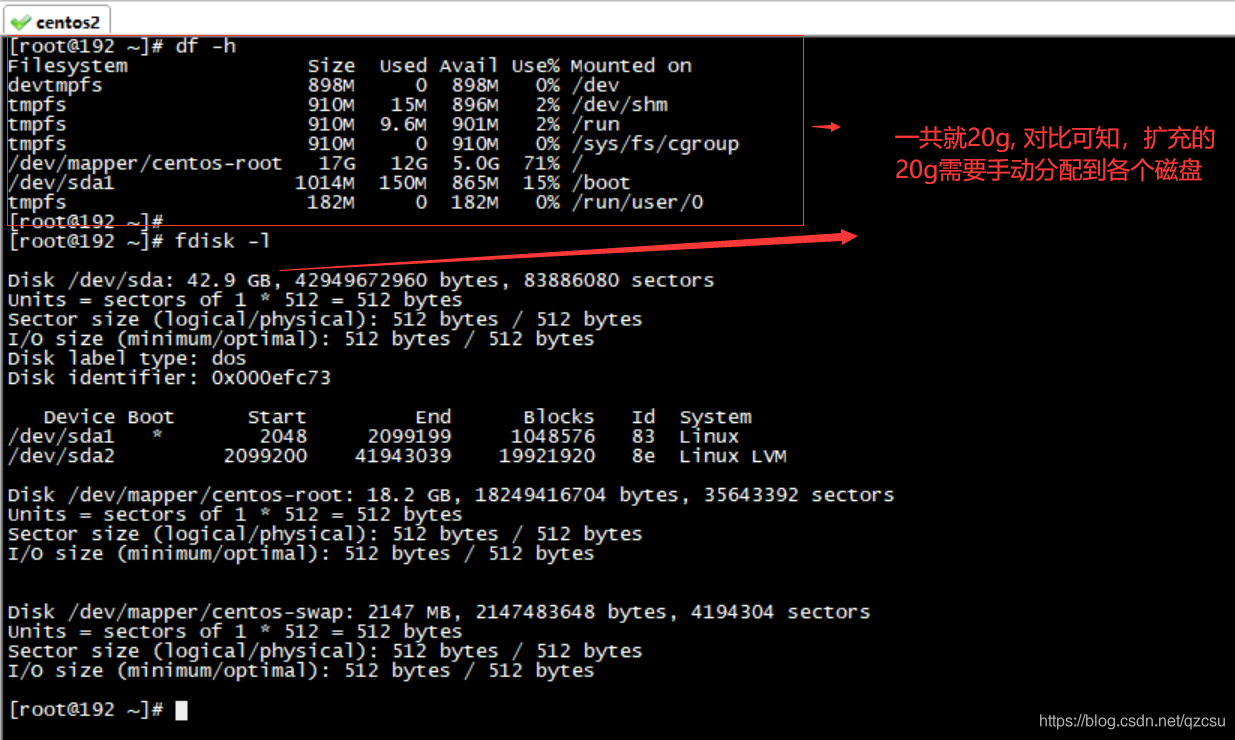 centos2
[root@192 ~]# df -h
Filesystem Size Used Avail Use% Mounted on
devtmpfs 898M 0 898M 0% /dev
tmpfs 910M 15M 896M 2% /dev/shm
tmpfs 910M 9.6M 901M 2% /run
tmpfs 910M 0 910M 0% /sys/fs/cgroup
/dev/mapper/centos-root 17G 12G 5.0G 71% /
/dev/sda1 1014M 150M 865M 15% /boot
tmpfs 182M 0 182M 0% /run/user/0
[root@192 ~]#
[root@192 ~]# fdisk -l
一共就20g, 对比可知，扩充的
20g需要手动分配到各个磁盘
Disk /dev/sda: 42.9 GB, 42949672960 bytes, 83886080 sectors
Units = sectors of 1 * 512 = 512 bytes
Sector size (logical/physical): 512 bytes / 512 bytes
I/O size (minimum/optimal): 512 bytes / 512 bytes
Disk label type: dos
Disk identifier: 0x000efc73
Device Boot Start End Blocks Id System
/dev/sda1 * 2048 2099199 1048576 83 Linux
/dev/sda2 2099200 41943039 19921920 8e Linux LVM
Disk /dev/mapper/centos-root: 18.2 GB, 18249416704 bytes, 35643392 sectors
Units = sectors of 1 * 512 = 512 bytes
Sector size (logical/physical): 512 bytes / 512 bytes
I/O size (minimum/optimal): 512 bytes / 512 bytes
Disk /dev/mapper/centos-swap: 2147 MB, 2147483648 bytes, 4194304 sectors
Units = sectors of 1 * 512 = 512 bytes
Sector size (logical/physical): 512 bytes / 512 bytes
I/O size (minimum/optimal): 512 bytes / 512 bytes
[root@192 ~]#
https://blog.csdn.net/qzcsu